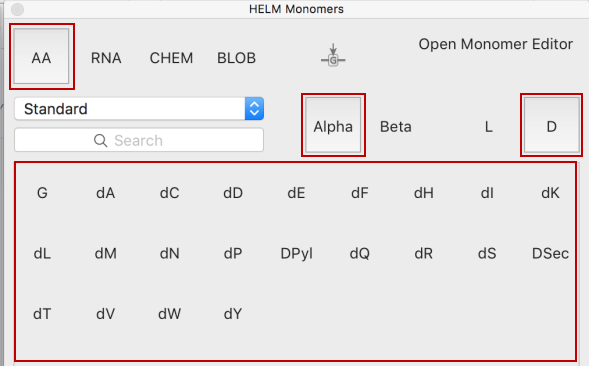 HELM Monomers
AA RNA CHEM BLOB G Open Monomer Editor
Standard
Search Alpha Beta L D
G dA dC dD dE dF dH dI dK
dL dM dN dP DPyl dQ dR dS DSec
dT dV dW dY